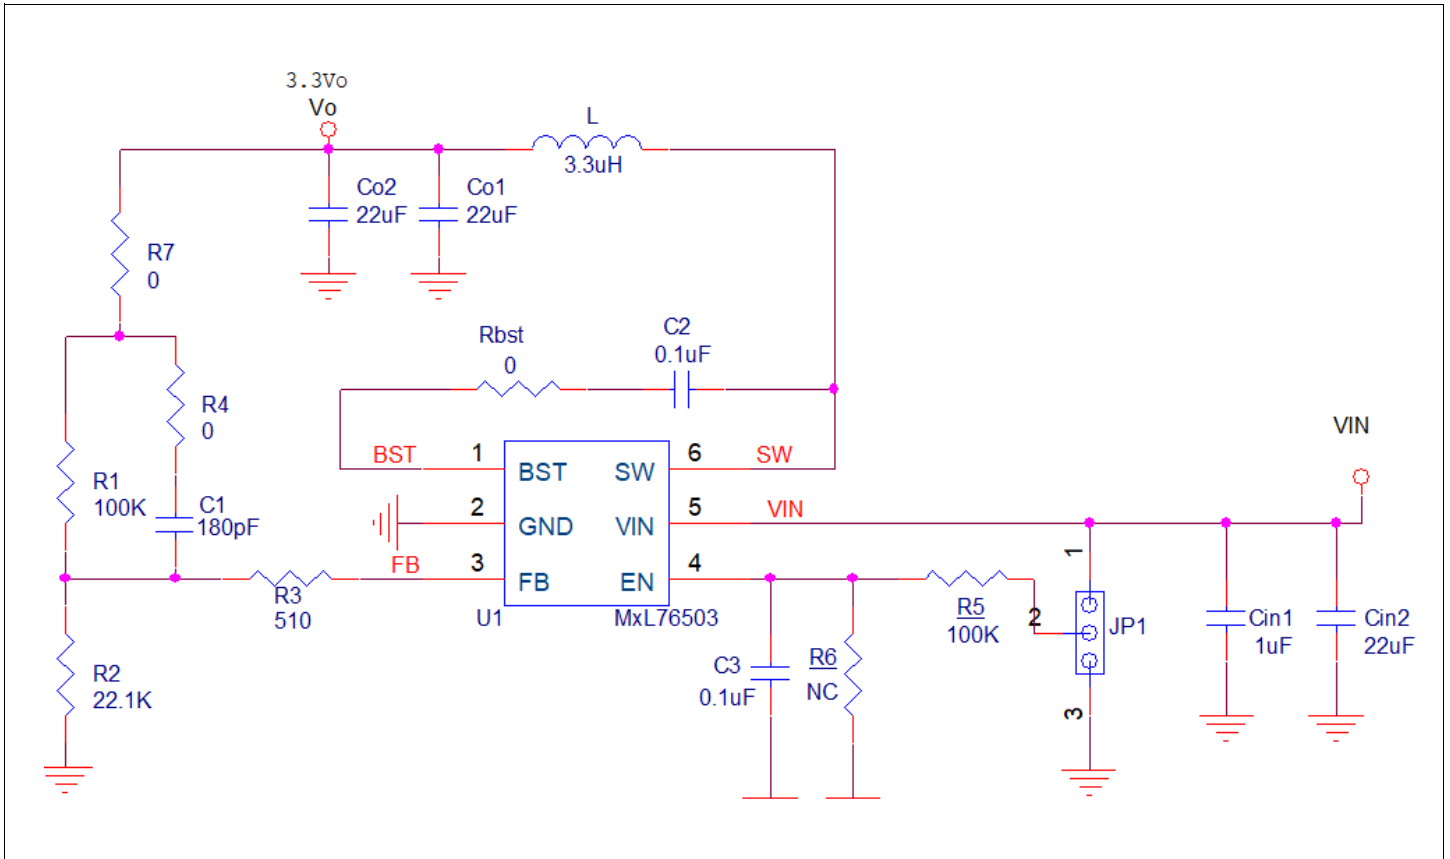 3.3Vo
Vo
L
3.3uH
Co2
22uF
Co1
22uF
R7
0
Rbst
0
C2
0.1uF
R4
0
R1
100K
C1
180pF
BST
1
BST
SW
6
SW
2
GND
VIN
5
VIN
FB
3
FB
EN
4
U1
MxL76503
R3
510
R2
22.1K
C3
0.1uF
R6
NC
R5
100K
2
1
JP1
3
VIN
Cin1
1uF
Cin2
22uF